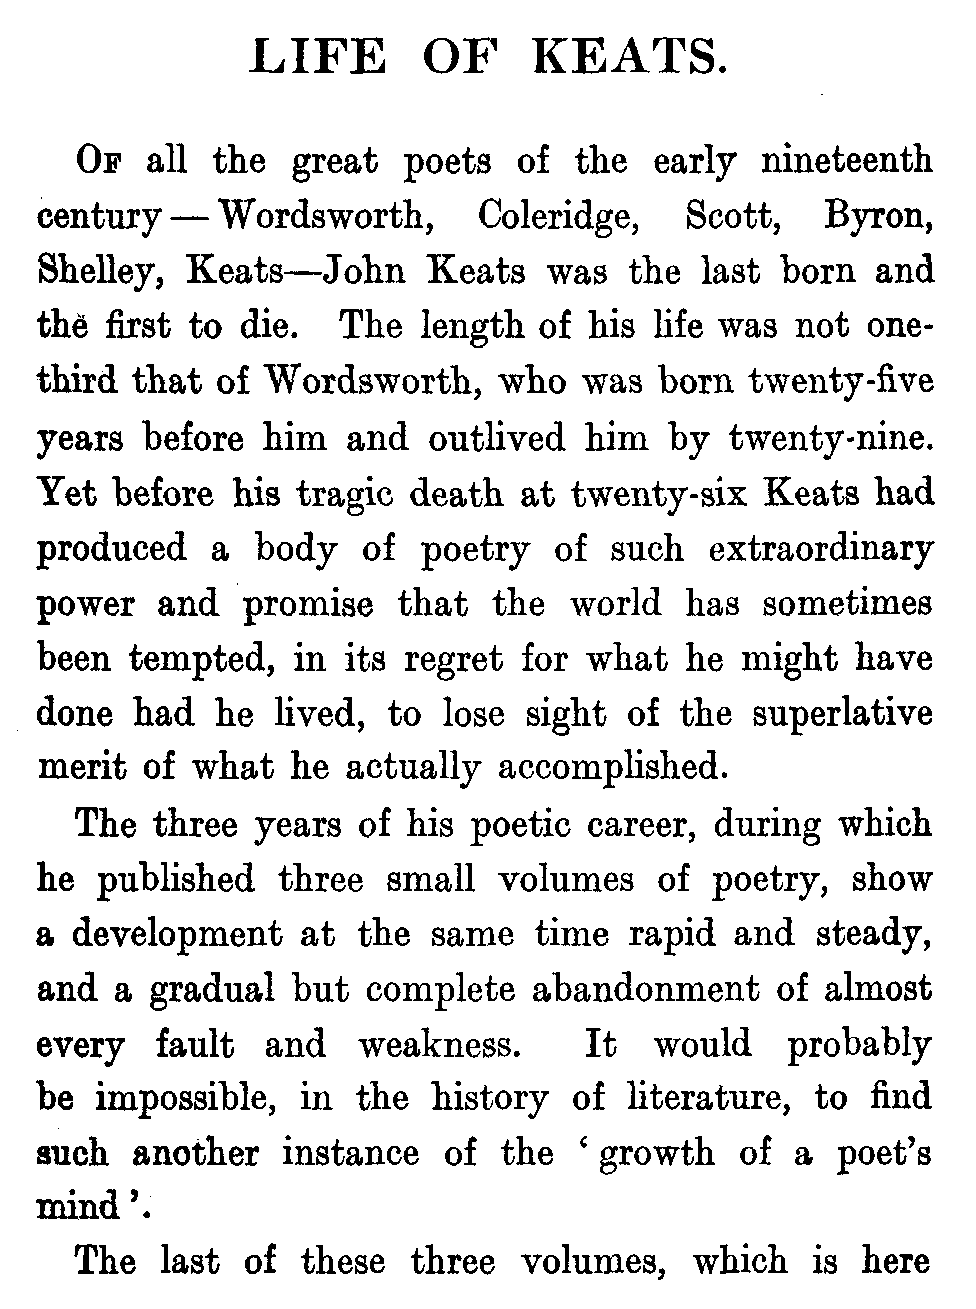 LIFE OF KEATS.
OF all the great poets of the early nineteenth
century — Wordsworth, Coleridge, Scott, Byron,
Shelley, Keats—John Keats was the last born and
the first to die. The length of his life was not one-
third that of Wordsworth, who was born twenty-five
years before him and outlived him by twenty-nine.
Yet before his tragic death at twenty-six Keats had
produced a body of poetry of such extraordinary
power and promise that the world has sometimes
been tempted, in its regret for what he might have
done had he lived, to lose sight of the superlative
merit of what he actually accomplished.
The three years of his poetic career, during which
he published three small volumes of poetry, show
a development at the same time rapid and steady,
and a gradual but complete abandonment of almost
every fault and weakness. It would probably
be impossible, in the history of literature, to find
such another instance of the ‘growth of a poet’s
mind’.
The last of these three volumes, which is here